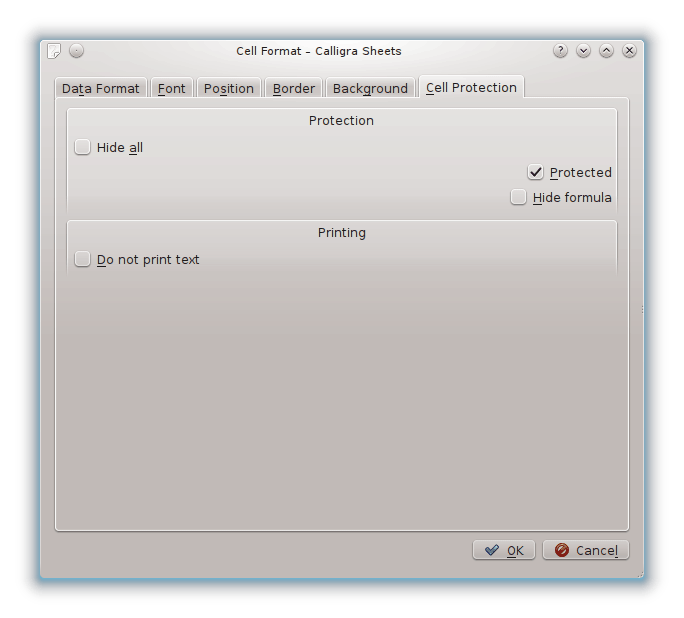 Cell Format – Calligra Sheets
Data Format Font Position Border Background Cell Protection
Protection
Hide all
Protected
Hide formula
Printing
Do not print text
OK Cancel